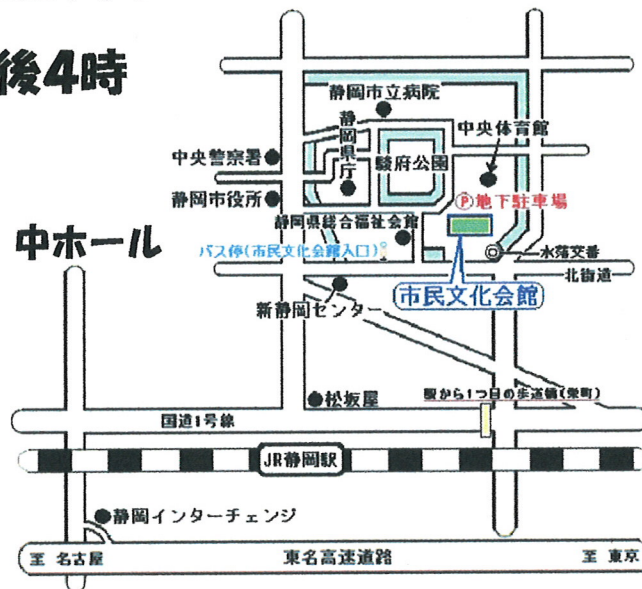 後4時
静岡市立病院
静岡県庁
中央体育館
中央警察署
駿府公園
静岡市役所
Ⓟ地下駐車場
静岡県総合福祉会館
中ホール
バス停(市民文化会館入口)
水落交番
北街道
市民文化会館
新静岡センター
松坂屋
駅から1つ目の歩道橋(栄町)
国道1号線
JR静岡駅
静岡インターチェンジ
至 名古屋
東名高速道路
至 東京